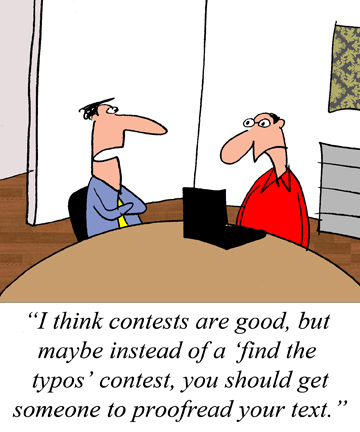 “I think contests are good, but
maybe instead of a ‘find the
typos’ contest, you should get
someone to proofread your text.”